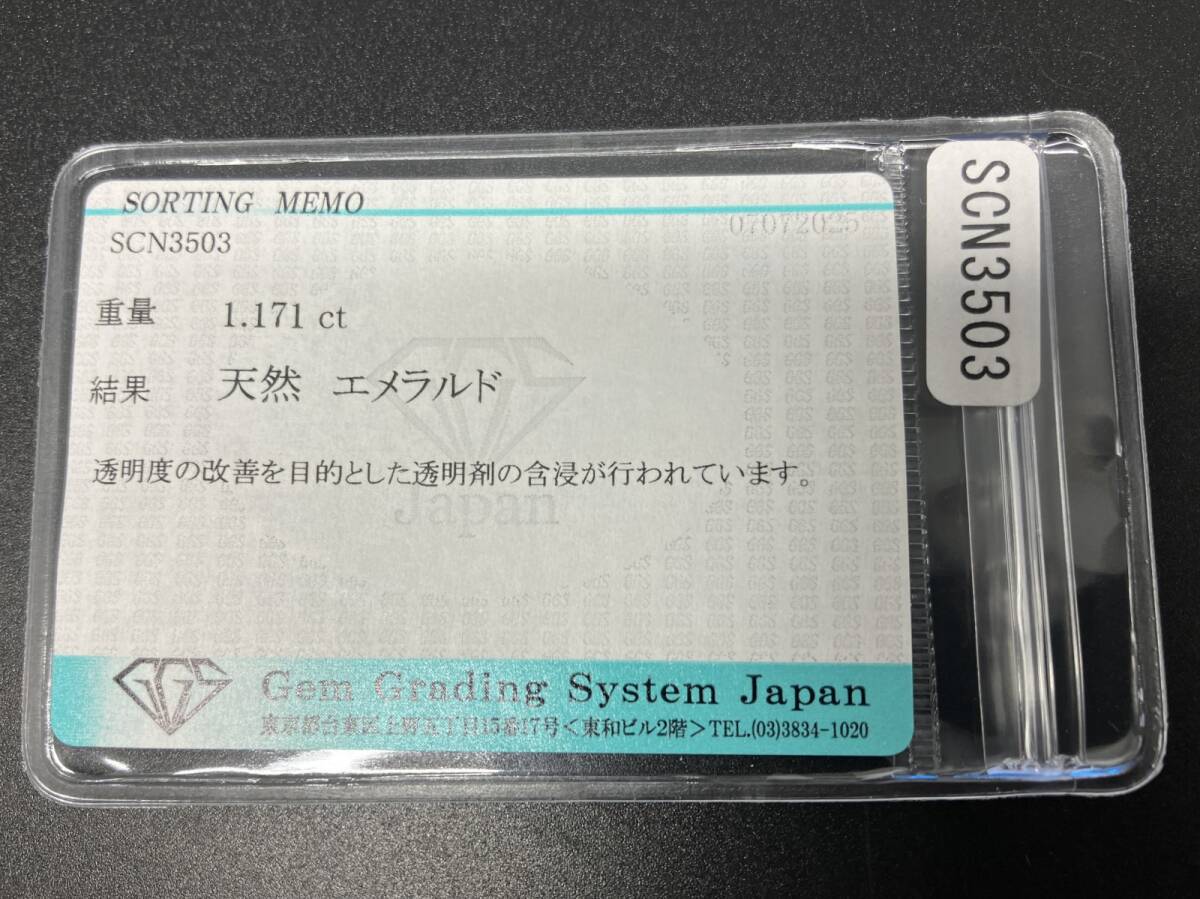 SORTING MEMO
07072025
SCN3503
重量 1.171 ct
結果 天然 エメラルド
透明度の改善を目的とした透明剤の含浸が行われています。
Japan
GGS Gem Grading System Japan
東京都台東区上野五丁目15番17号<東和ビル2階>TEL.(03)3834-1020
SCN3503